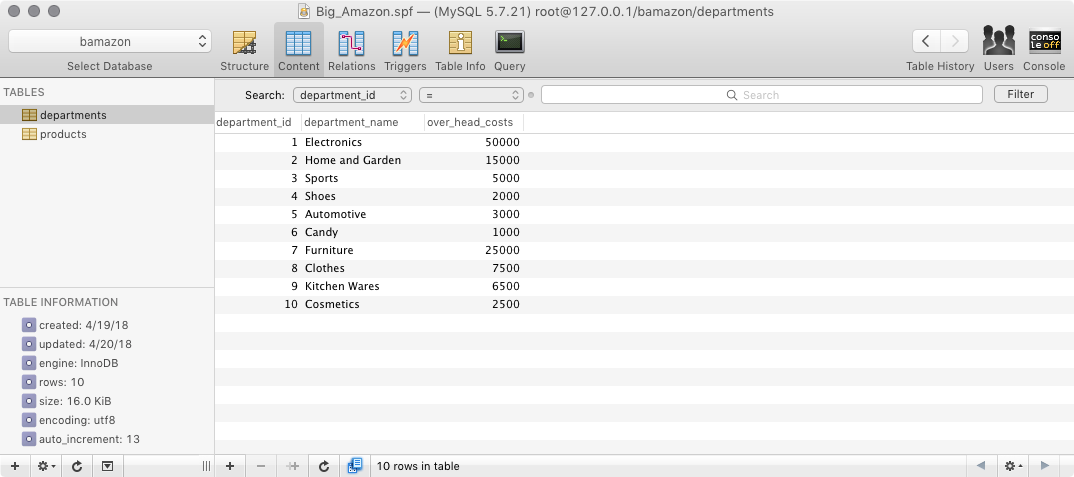 Big_Amazon.spf — (MySQL 5.7.21) root@127.0.0.1/bamazon/departments
bamazon
Select Database
Structure Content Relations Triggers Table Info Query
Table History Users Console
conso
le off
TABLES
departments
products
Search: department_id = Search Filter
department_id department_name over_head_costs
1 Electronics 50000
2 Home and Garden 15000
3 Sports 5000
4 Shoes 2000
5 Automotive 3000
6 Candy 1000
7 Furniture 25000
8 Clothes 7500
9 Kitchen Wares 6500
10 Cosmetics 2500
TABLE INFORMATION
created: 4/19/18
updated: 4/20/18
engine: InnoDB
rows: 10
size: 16.0 KiB
encoding: utf8
auto_increment: 13
10 rows in table